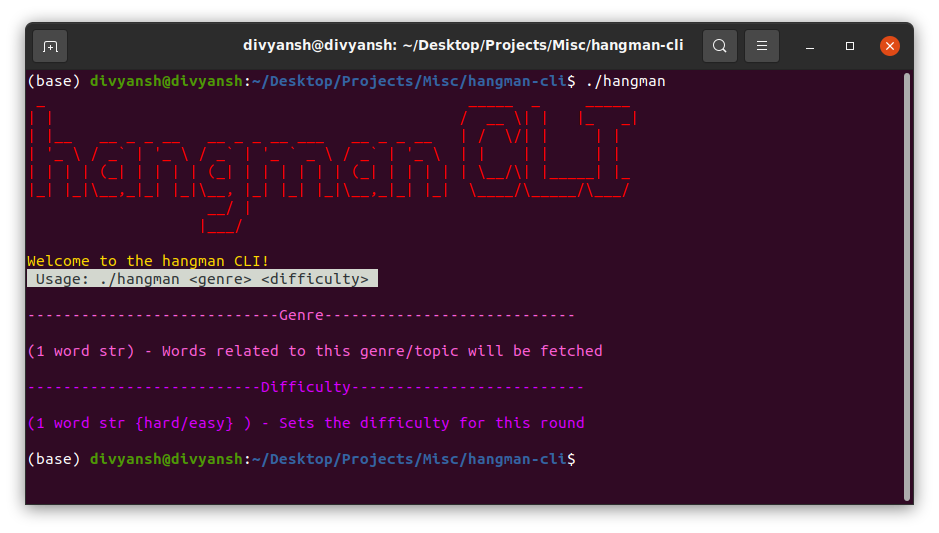 divyansh@divyansh: ~/Desktop/Projects/Misc/hangman-cli
(base) divyansh@divyansh:~/Desktop/Projects/Misc/hangman-cli$ ./hangman
hangman CLI
Welcome to the hangman CLI!
Usage: ./hangman <genre> <difficulty>
----------------------------Genre----------------------------
(1 word str) - Words related to this genre/topic will be fetched
--------------------------Difficulty--------------------------
(1 word str {hard/easy} ) - Sets the difficulty for this round
(base) divyansh@divyansh:~/Desktop/Projects/Misc/hangman-cli$